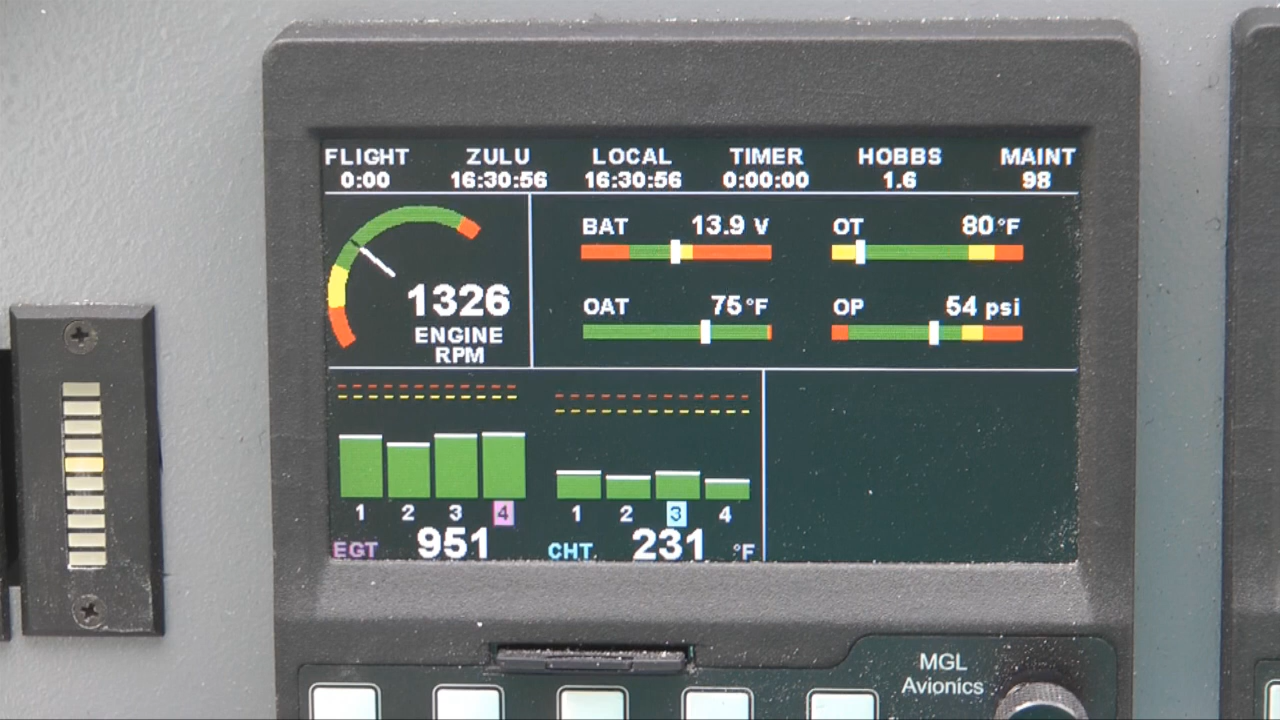 FLIGHT ZULU LOCAL TIMER HOBBS MAINT
0:00 16:30:56 16:30:56 0:00:00 1.6 98
BAT 13.9 V OT 80°F
1326
ENGINE
RPM
OAT 75°F OP 54 psi
1 2 3 4 1 2 3 4
EGT 951 CHT 231 °F
MGL
Avionics